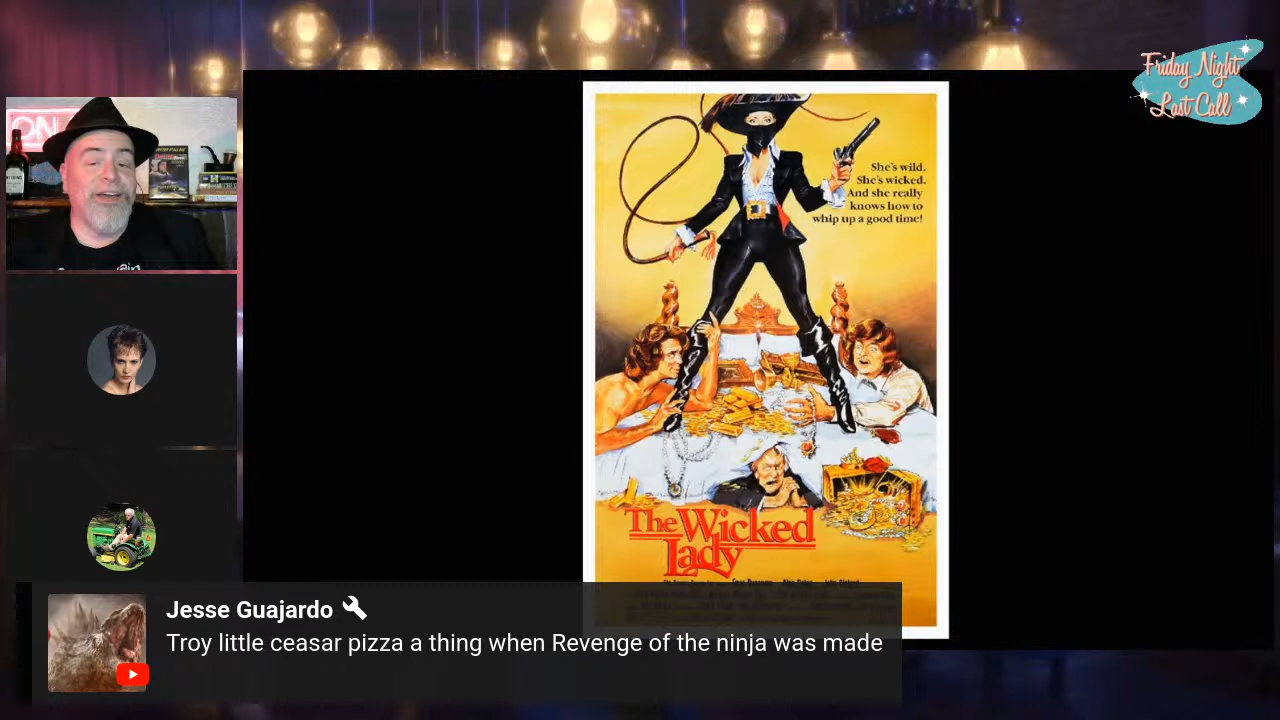 Friday Night
Last Call
ON
She's wild.
She's wicked.
And she really
knows how to
whip up a good time!
The Wicked
Lady
Jesse Guajardo
Troy little ceasar pizza a thing when Revenge of the ninja was made